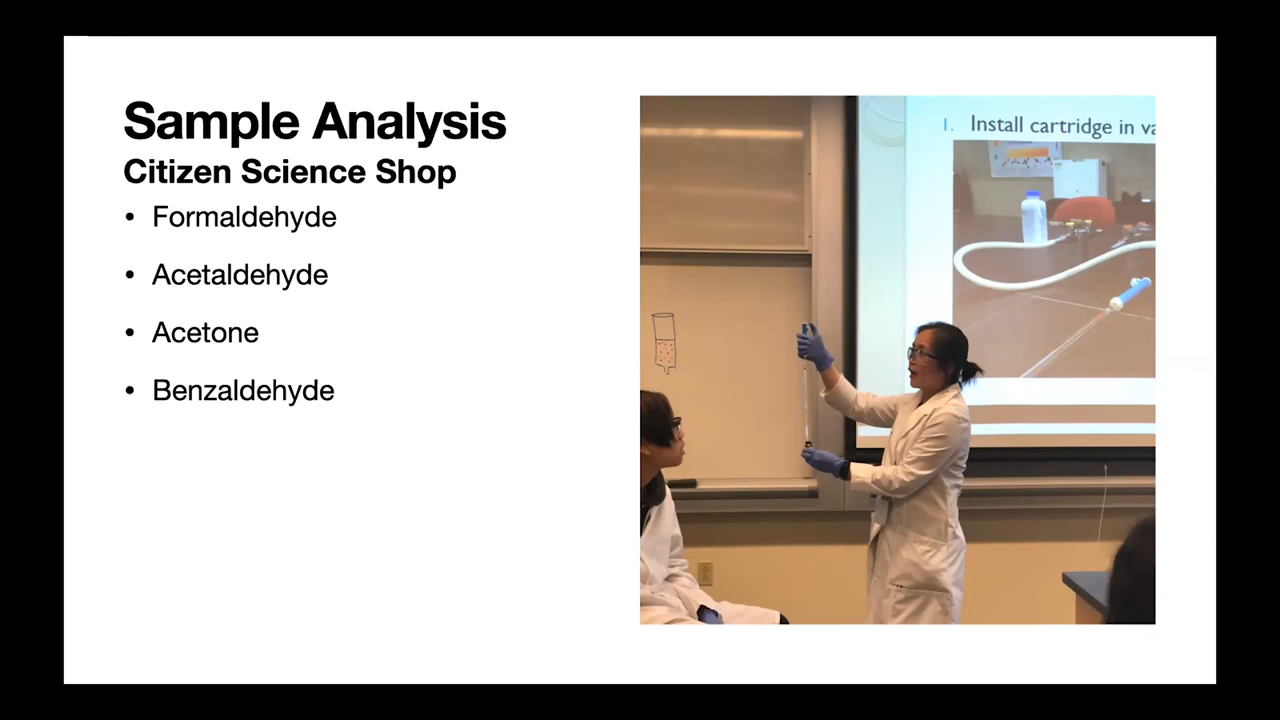 Sample Analysis
Citizen Science Shop
• Formaldehyde
• Acetaldehyde
• Acetone
• Benzaldehyde
1. Install cartridge in va